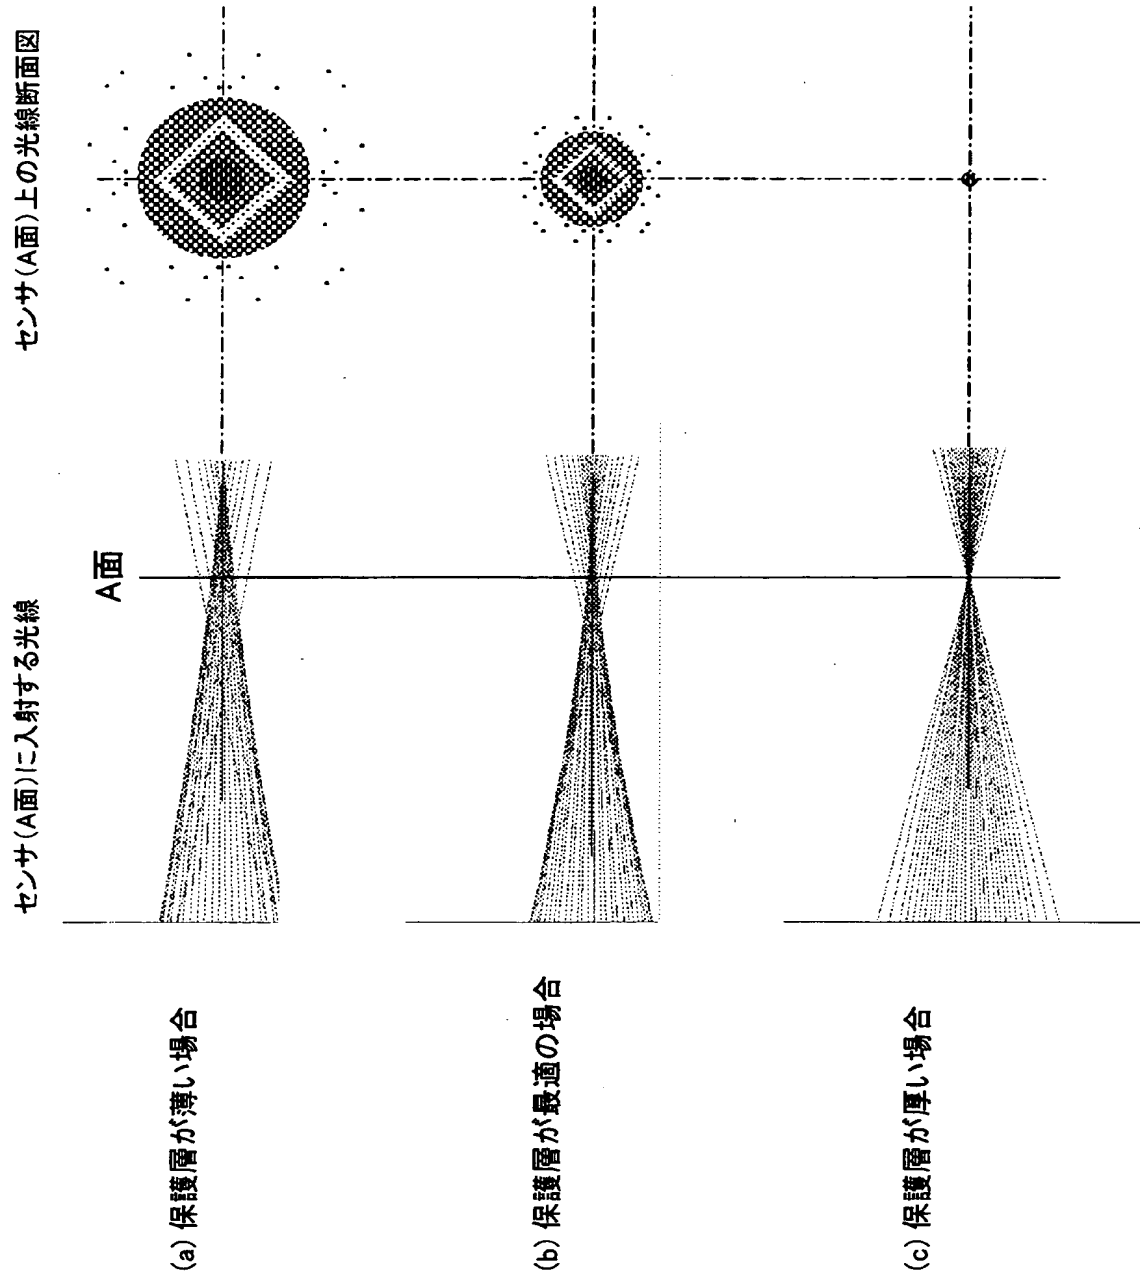 センサ(A面)に入射する光線
センサ(A面)上の光線断面図
A面
(a) 保護層が薄い場合
(b) 保護層が最適の場合
(c) 保護層が厚い場合